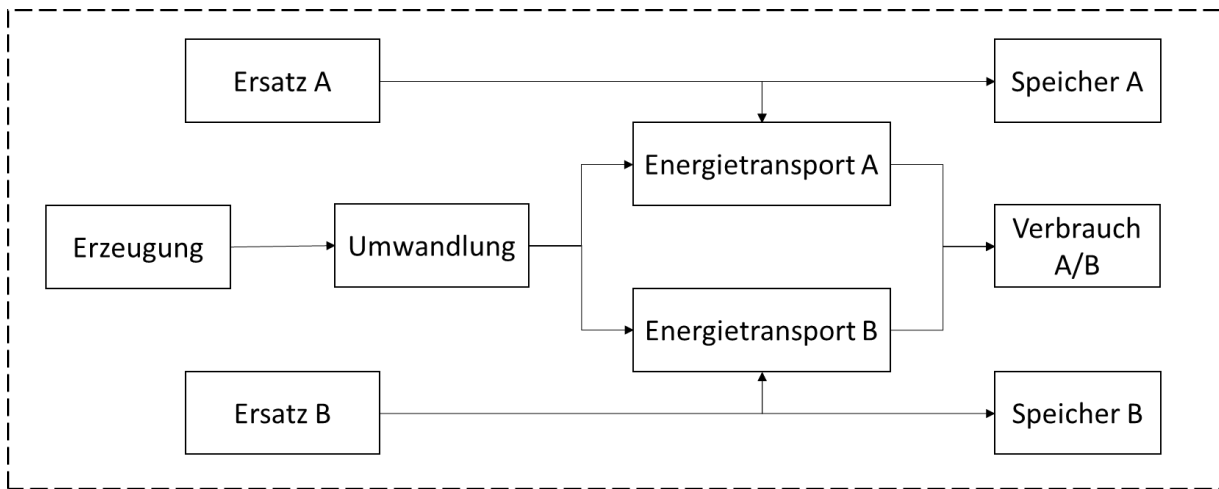 Ersatz A
Speicher A
Energietransport A
Erzeugung
Umwandlung
Verbrauch
A/B
Energietransport B
Ersatz B
Speicher B